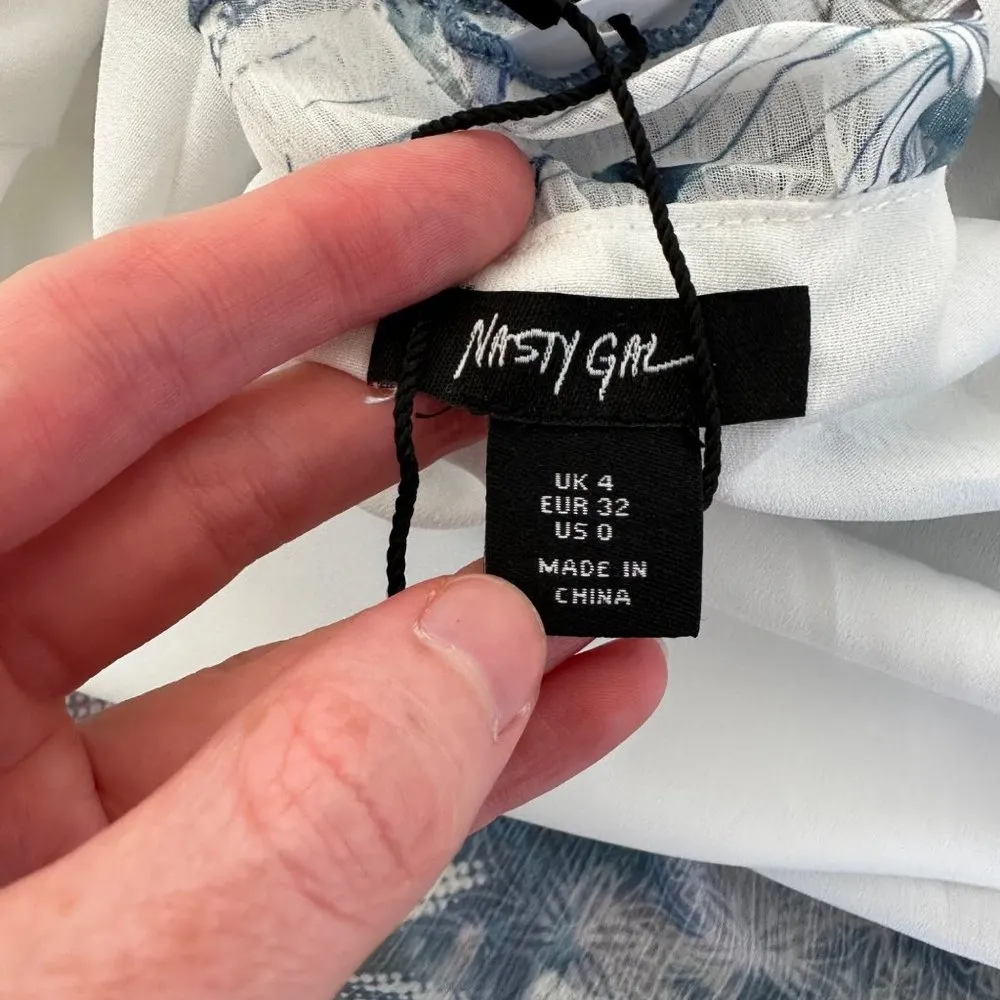 NASTY GAL
UK 4
EUR 32
US 0
MADE IN
CHINA